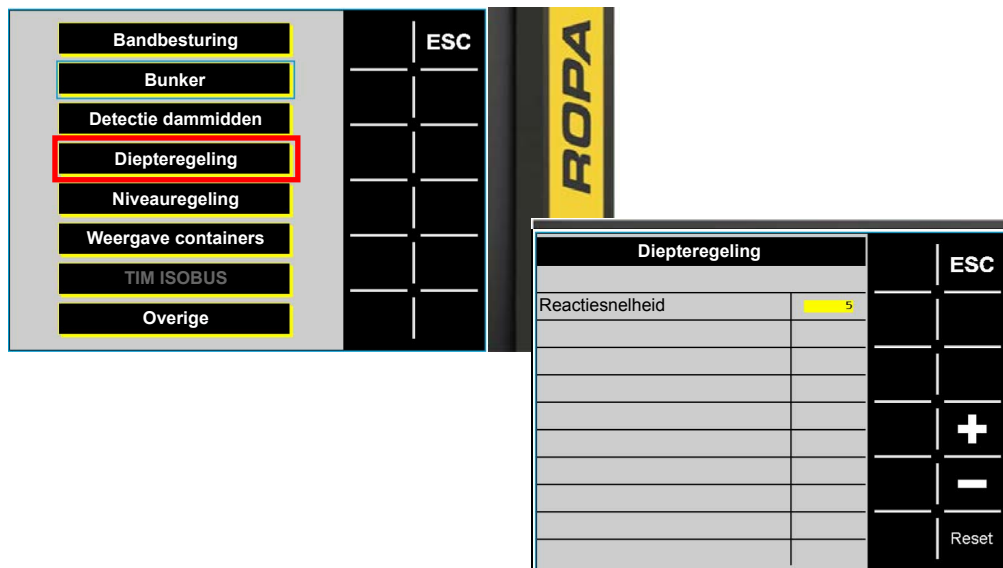 Bandbesturing
ESC
Bunker
Detectie dammidden
Diepteregeling
Niveauregeling
Weergave containers
TIM ISOBUS
Overige
ROPA
Diepteregeling
ESC
Reactiesnelheid 5
+
−
Reset